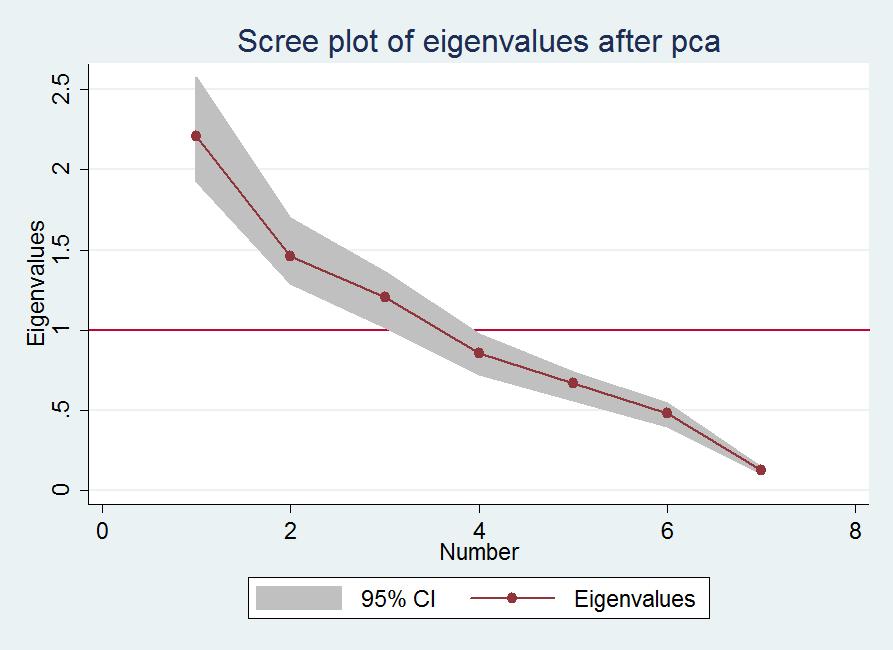 Scree plot of eigenvalues after pca
Eigenvalues
2.5
2
1.5
1
.5
0
0 2 4 6 8
Number
95% CI Eigenvalues